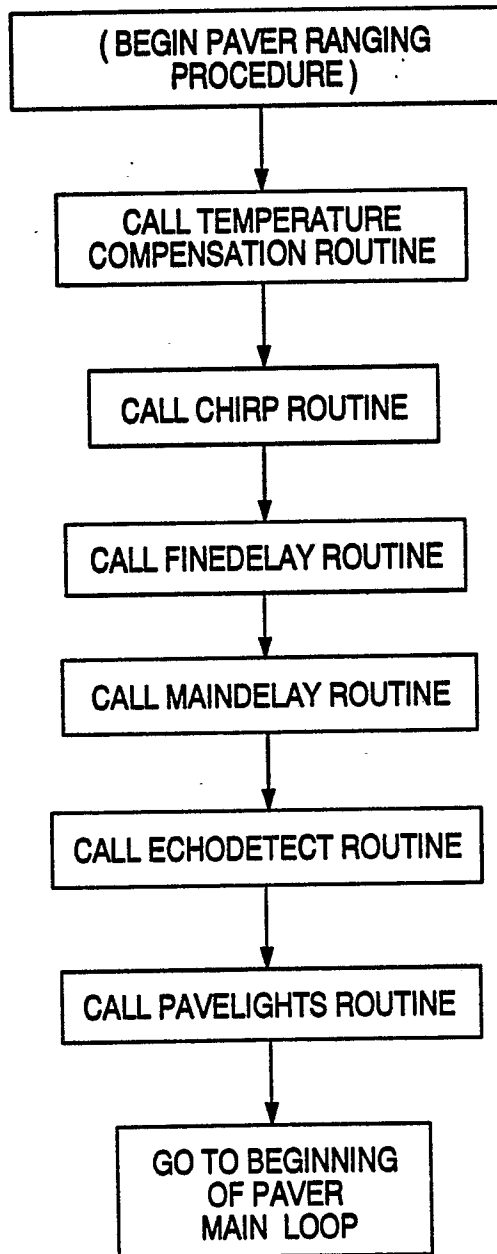 ( BEGIN PAVER RANGING
PROCEDURE )
CALL TEMPERATURE
COMPENSATION ROUTINE
CALL CHIRP ROUTINE
CALL FINEDELAY ROUTINE
CALL MAINDELAY ROUTINE
CALL ECHODETECT ROUTINE
CALL PAVELIGHTS ROUTINE
GO TO BEGINNING
OF PAVER
MAIN LOOP